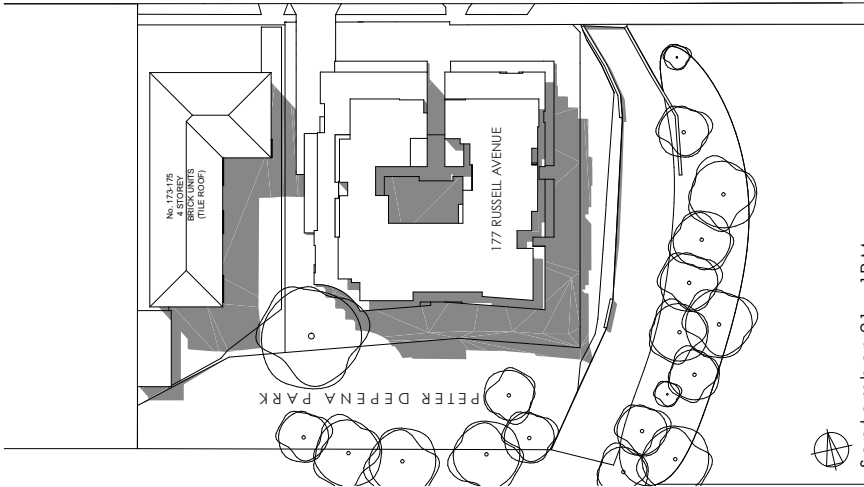 No. 173-175
4 STOREY
BRICK UNITS
(TILE ROOF)
177 RUSSELL AVENUE
PETER DEPENA PARK